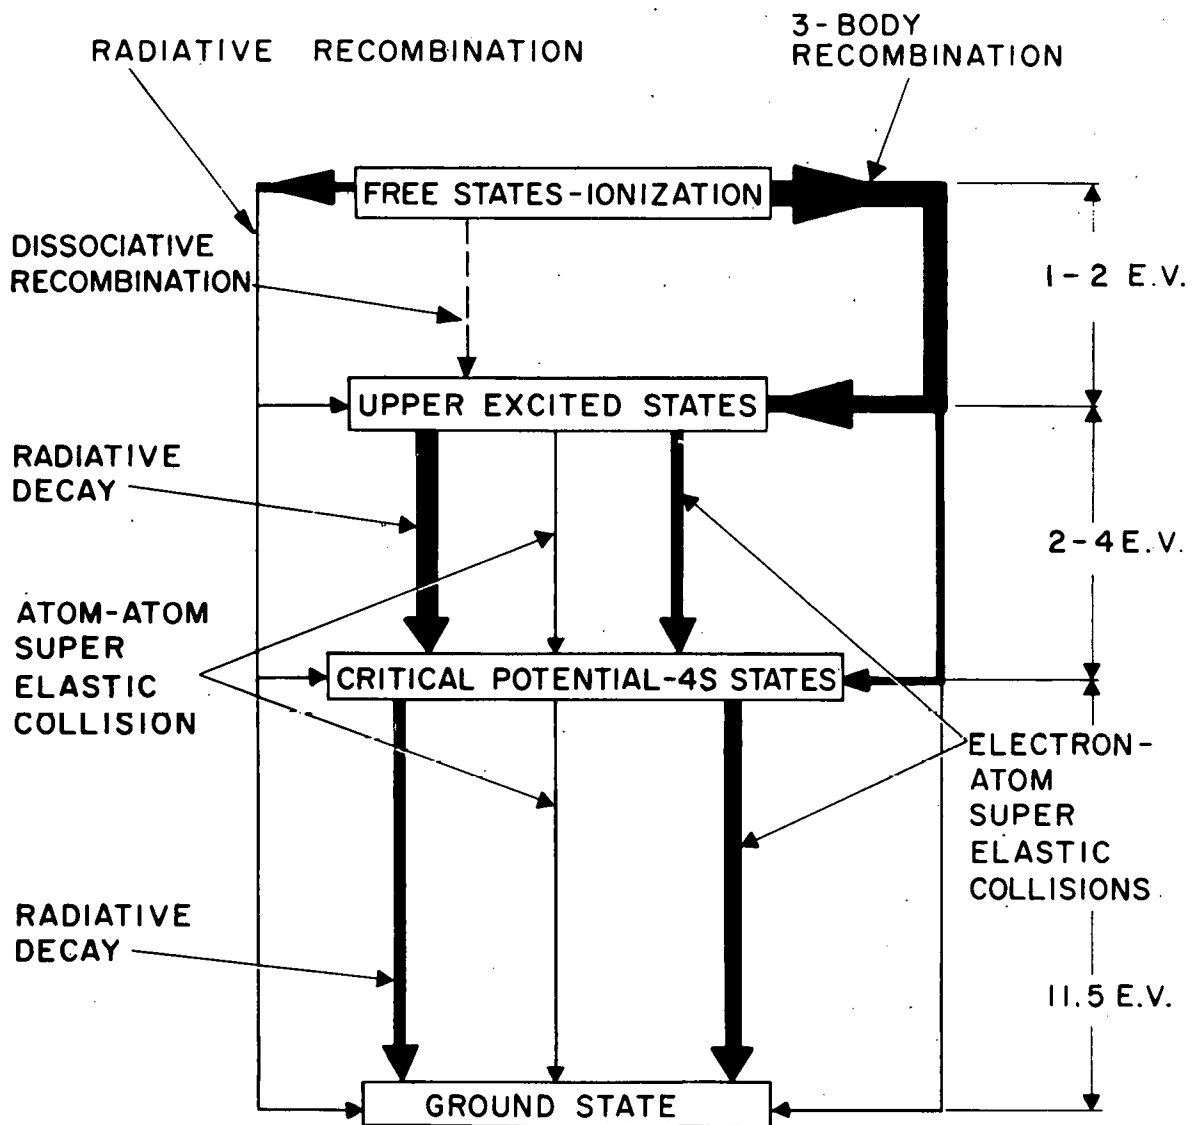 RADIATIVE RECOMBINATION
3-BODY
RECOMBINATION
FREE STATES-IONIZATION
DISSOCIATIVE
RECOMBINATION
1-2 E.V.
UPPER EXCITED STATES
RADIATIVE
DECAY
2-4 E.V.
ATOM-ATOM
SUPER
ELASTIC
COLLISION
CRITICAL POTENTIAL-4S STATES
ELECTRON-
ATOM
SUPER
ELASTIC
COLLISIONS
RADIATIVE
DECAY
11.5 E.V.
GROUND STATE